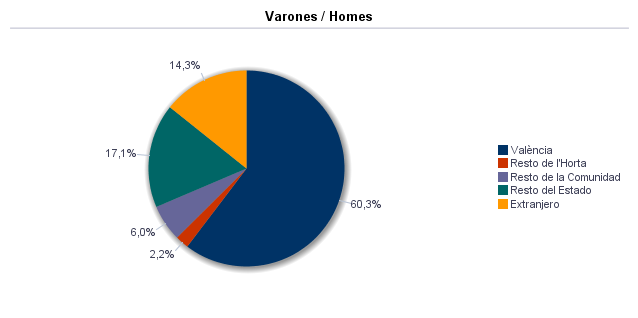 Varones / Homes
14,3%
17,1%
60,3%
6,0%
2,2%
València
Resto de l'Horta
Resto de la Comunidad
Resto del Estado
Extranjero